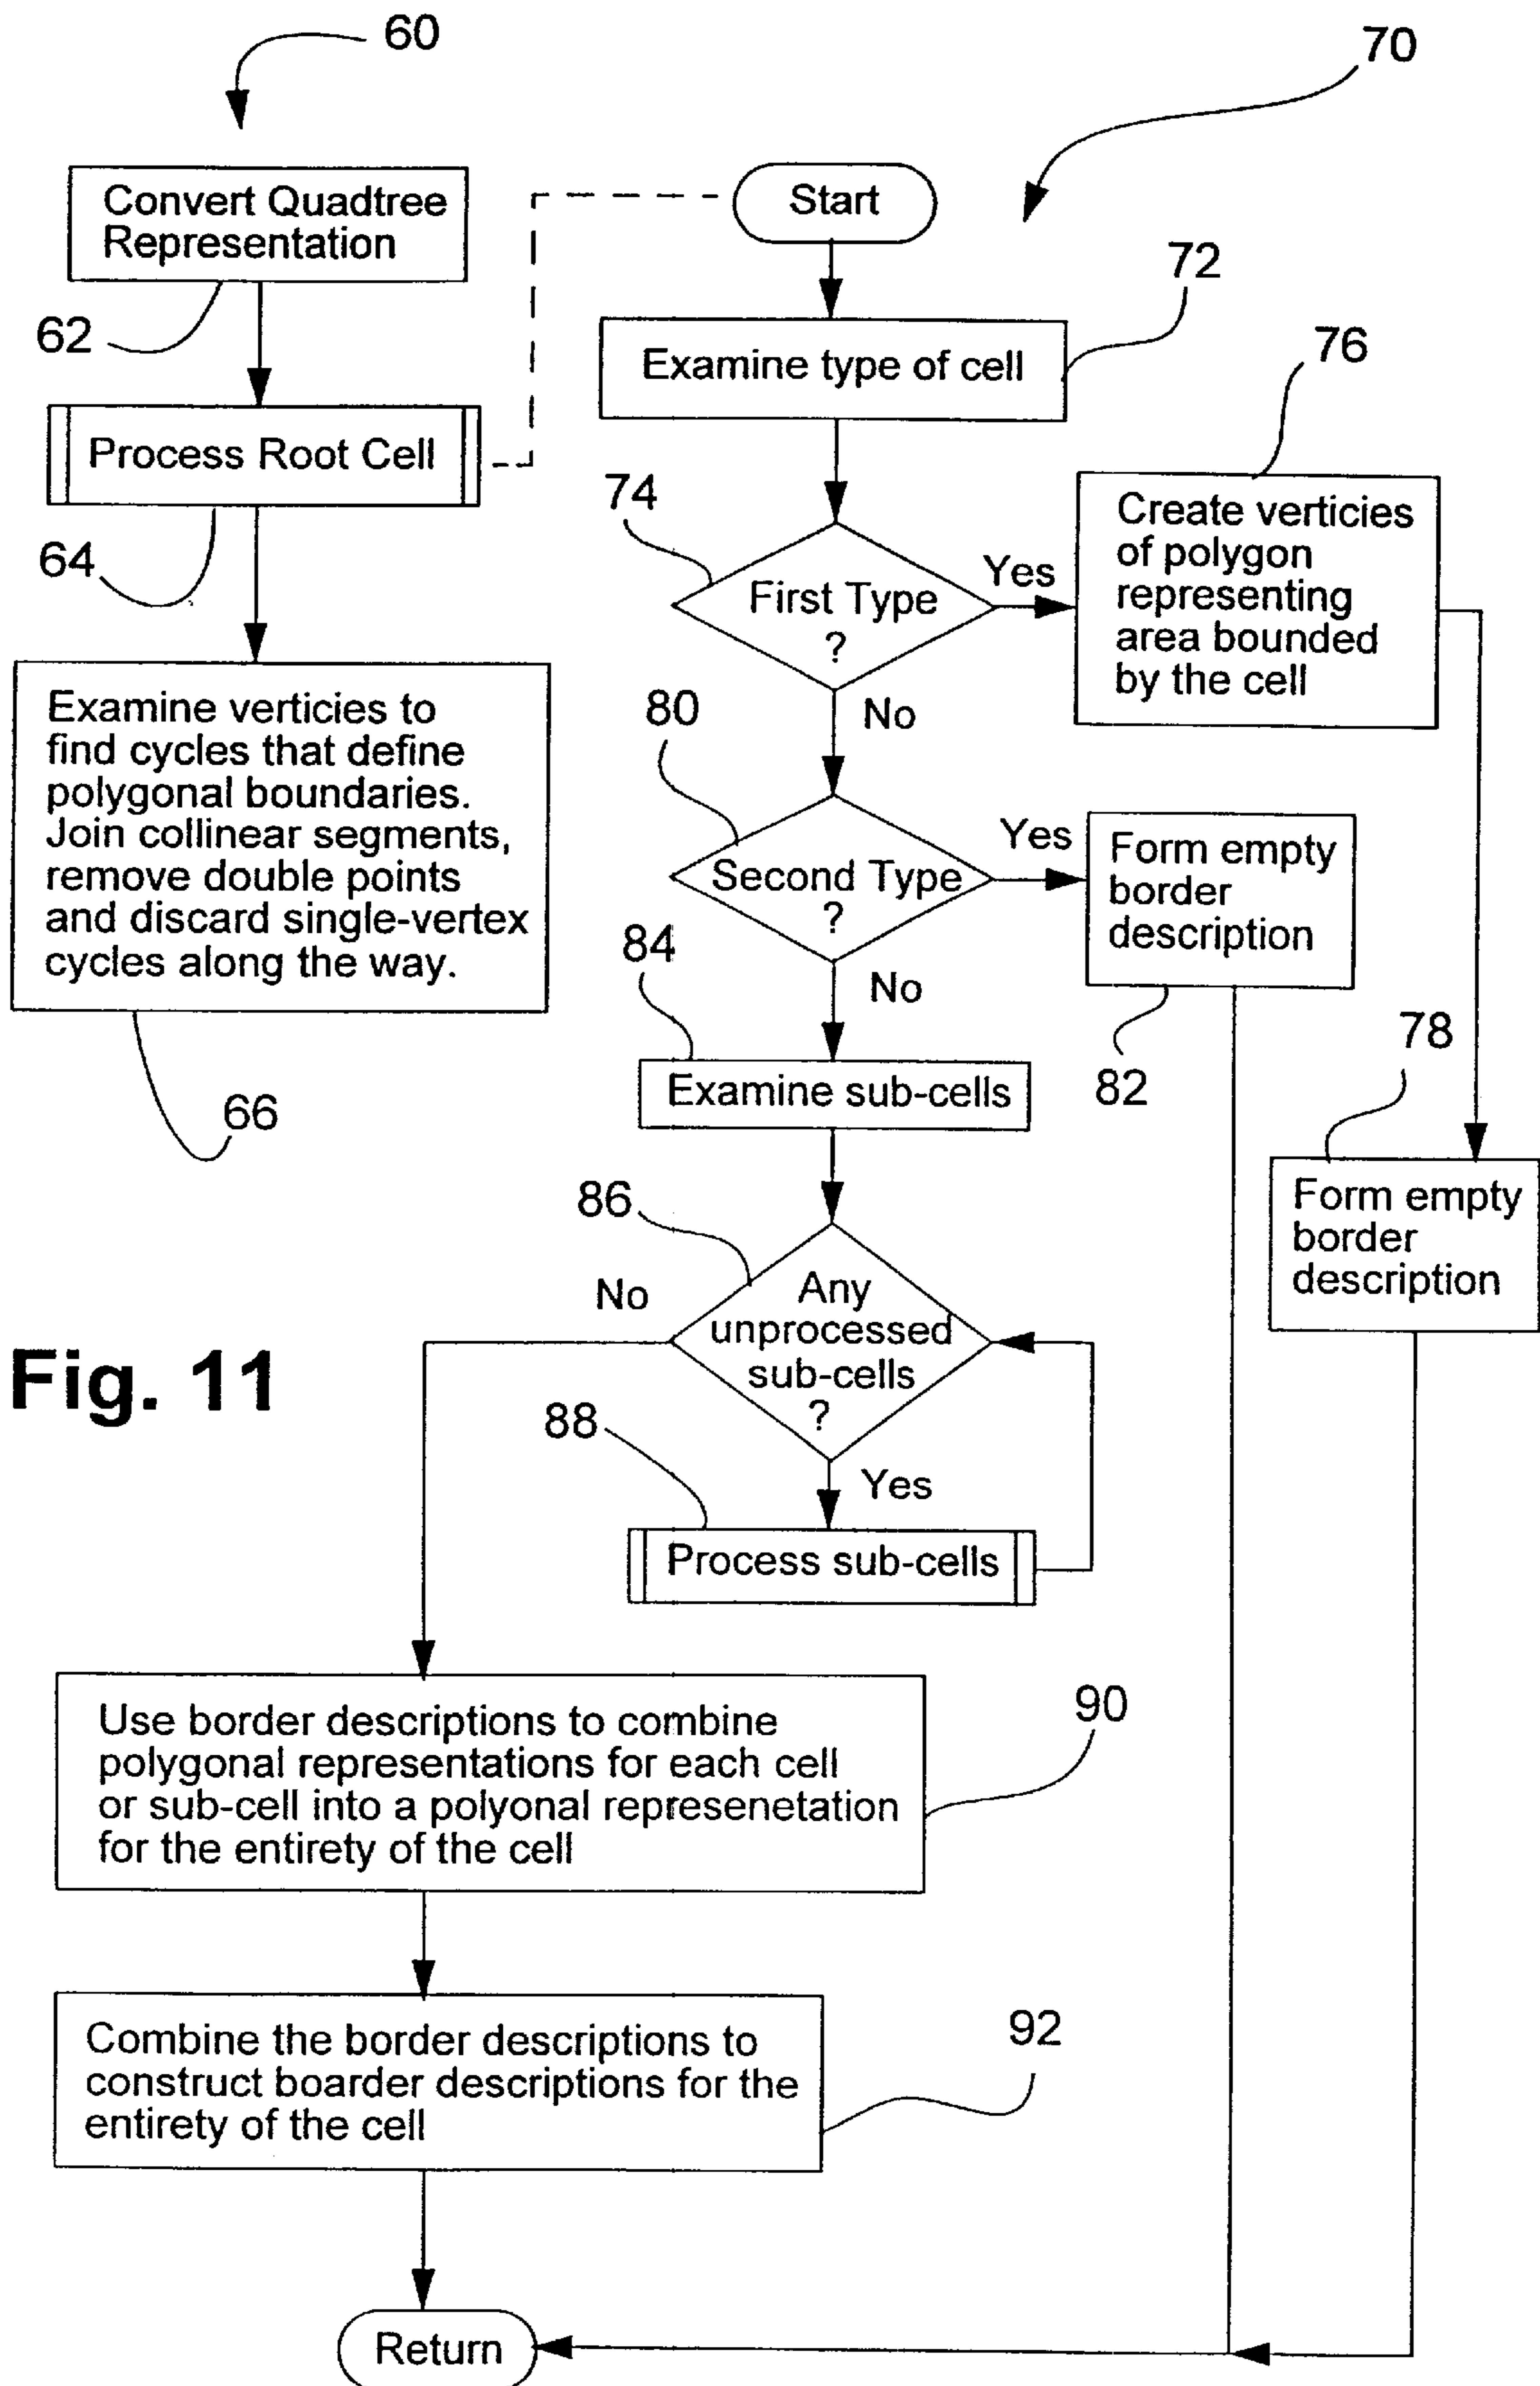 60
70
Convert Quadtree
Representation
62
Process Root Cell
64
Examine verticies to
find cycles that define
polygonal boundaries.
Join collinear segments,
remove double points
and discard single-vertex
cycles along the way.
66
Start
72
Examine type of cell
74
First Type
?
Yes
No
76
Create verticies
of polygon
representing
area bounded
by the cell
78
Form empty
border
description
80
Second Type
?
Yes
No
Form empty
border
description
82
84
Examine sub-cells
86
Any
unprocessed
sub-cells
?
No
Yes
88
Process sub-cells
Fig. 11
90
Use border descriptions to combine
polygonal representations for each cell
or sub-cell into a polyonal represenetation
for the entirety of the cell
92
Combine the border descriptions to
construct boarder descriptions for the
entirety of the cell
Return